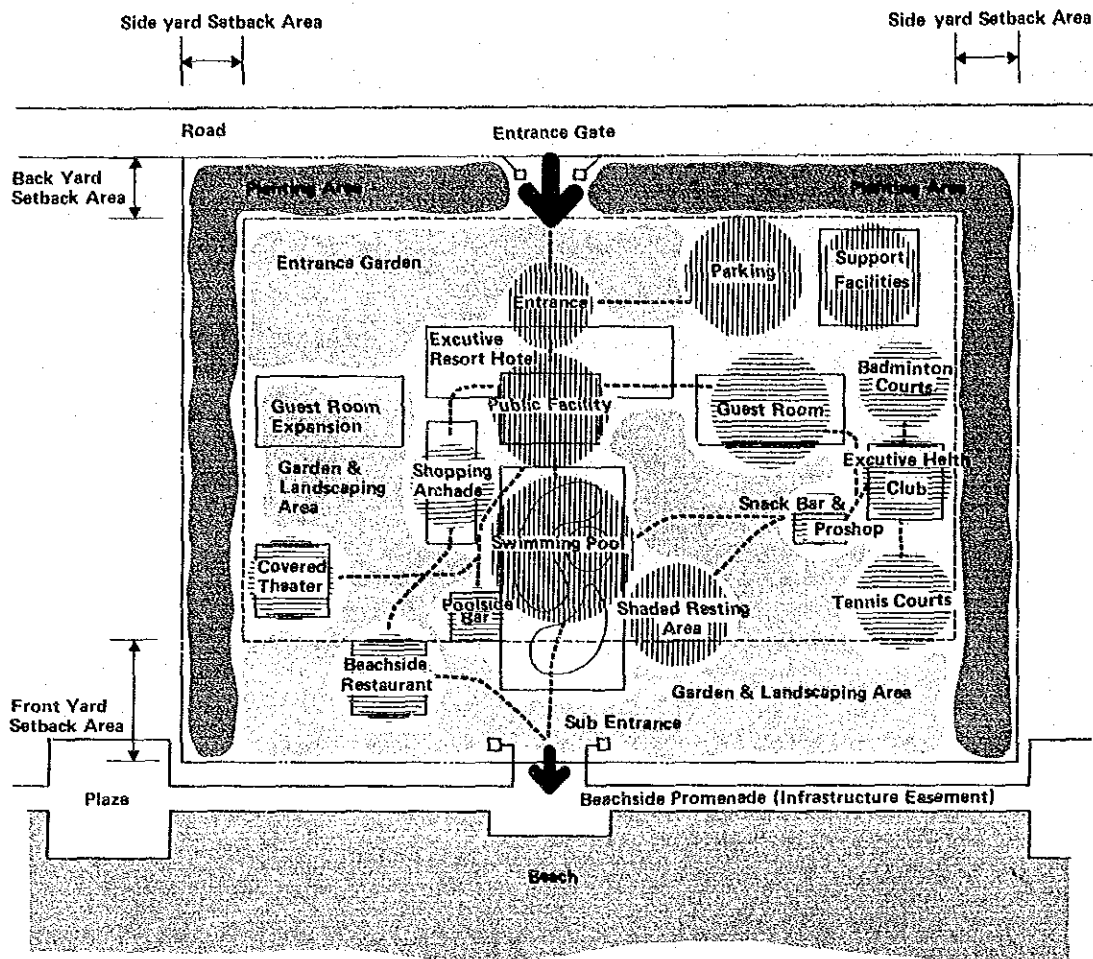 Side yard Setback Area
Side yard Setback Area
Road
Entrance Gate
Back Yard
Setback Area
Planting Area
Planting Area
Entrance Garden
Parking
Support
Facilities
Entrance
Excutive
Resort Hotel
Badminton
Courts
Guest Room
Expansion
Public Facility
Guest Room
Garden &
Landscaping
Area
Shopping
Archade
Excutive Helth
Club
Snack Bar &
Proshop
Swimming Pool
Covered
Theater
Poolside
Bar
Shaded Resting
Area
Tennis Courts
Beachside
Restaurant
Garden & Landscaping Area
Front Yard
Setback Area
Sub Entrance
Plaza
Beachside Promenade (Infrastructure Easement)
Beach